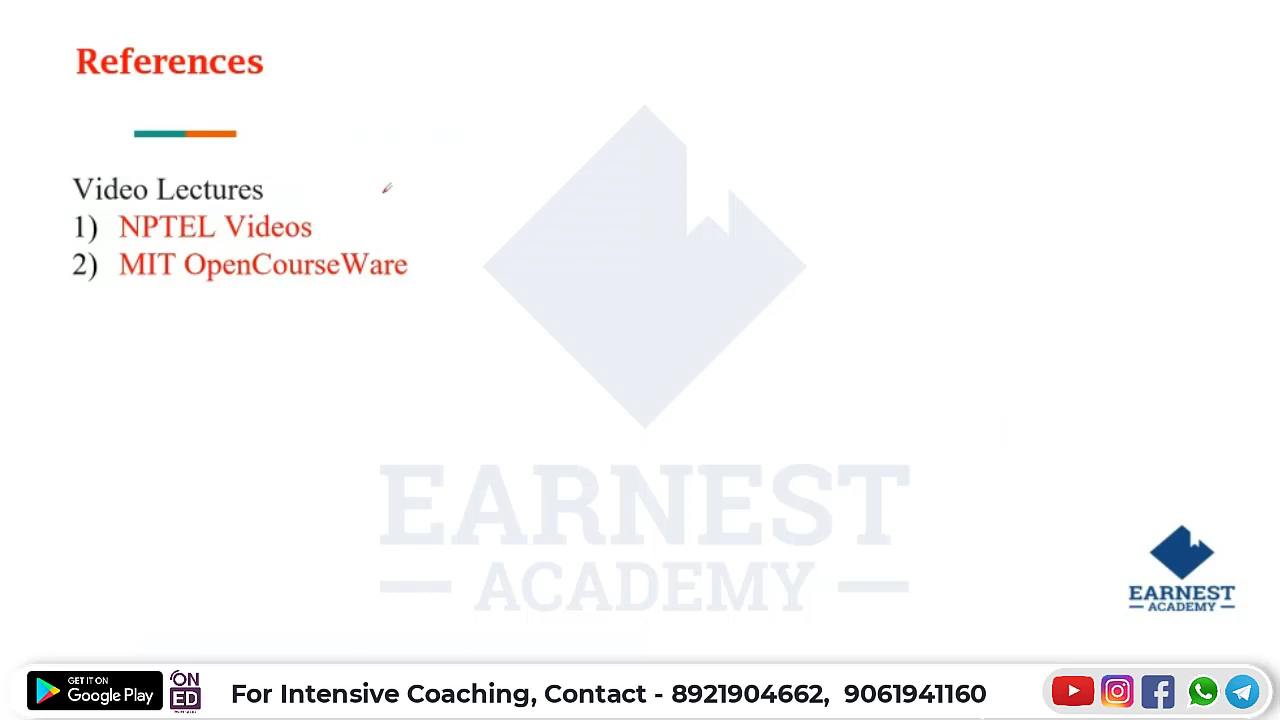 References
Video Lectures
1) NPTEL Videos
2) MIT OpenCourseWare
EARNEST
ACADEMY
EARNEST
ACADEMY
GET IT ON
Google Play
ON
ED
For Intensive Coaching, Contact - 8921904662, 9061941160